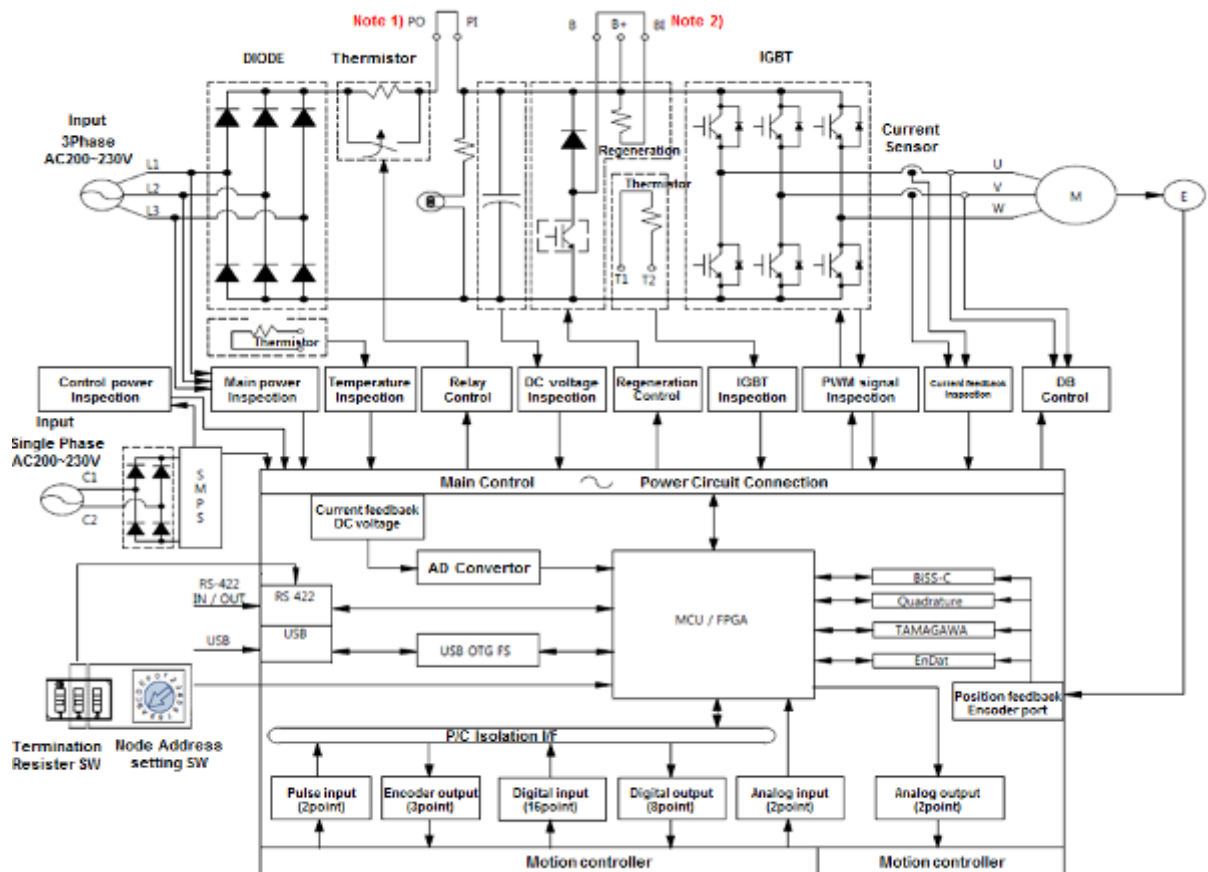 Note 1) PO PI
B B+ BI Note 2)
DIODE
Thermistor
IGBT
Input
3Phase
AC200~230V
L1
L2
L3
Regeneration
Thermistor
T1 T2
Current
Sensor
U
V
W
M
E
Thermistor
Control power
Inspection
Main power
Inspection
Temperature
Inspection
Relay
Control
DC voltage
Inspection
Regeneration
Control
IGBT
Inspection
PWM signal
Inspection
Current feedback
Inspection
DB
Control
Input
Single Phase
AC200~230V
C1
C2
S
M
P
S
Main Control Power Circuit Connection
Current feedback
DC voltage
AD Convertor
RS-422
IN / OUT
RS 422
USB
USB
USB OTG FS
MCU / FPGA
BiSS-C
Quadrature
TAMAGAWA
EnDat
Position feedback
Encoder port
Termination
Resister SW
Node Address
setting SW
P/C Isolation I/F
Pulse input
(2point)
Encoder output
(3point)
Digital input
(16point)
Digital output
(8point)
Analog input
(2point)
Analog output
(2point)
Motion controller
Motion controller